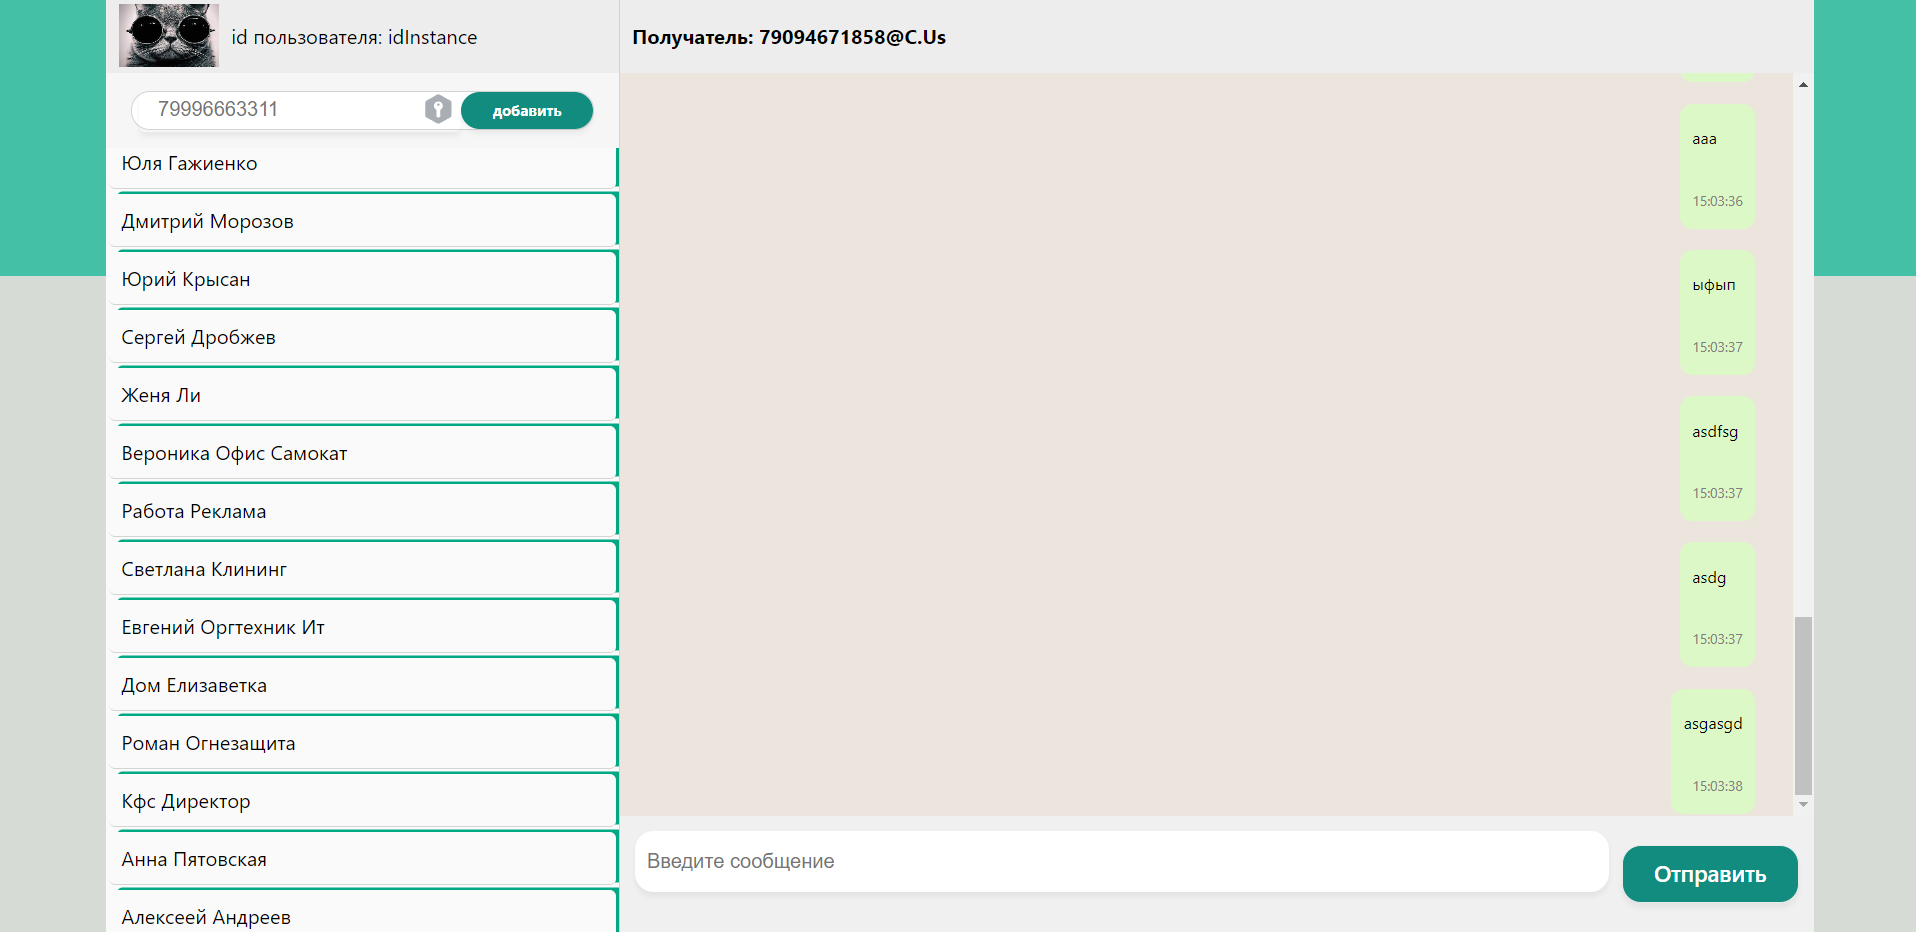 id пользователя: idInstance
79996663311
добавить
Юля Гажиенко
Дмитрий Морозов
Юрий Крысан
Сергей Дробжев
Женя Ли
Вероника Офис Самокат
Работа Реклама
Светлана Клининг
Евгений Оргтехник Ит
Дом Елизаветка
Роман Огнезащита
Кфс Директор
Анна Пятовская
Алексеей Андреев
Получатель: 79094671858@C.Us
ааа
15:03:36
ыфып
15:03:37
asdfsg
15:03:37
asdg
15:03:37
asgasgd
15:03:38
Введите сообщение
Отправить